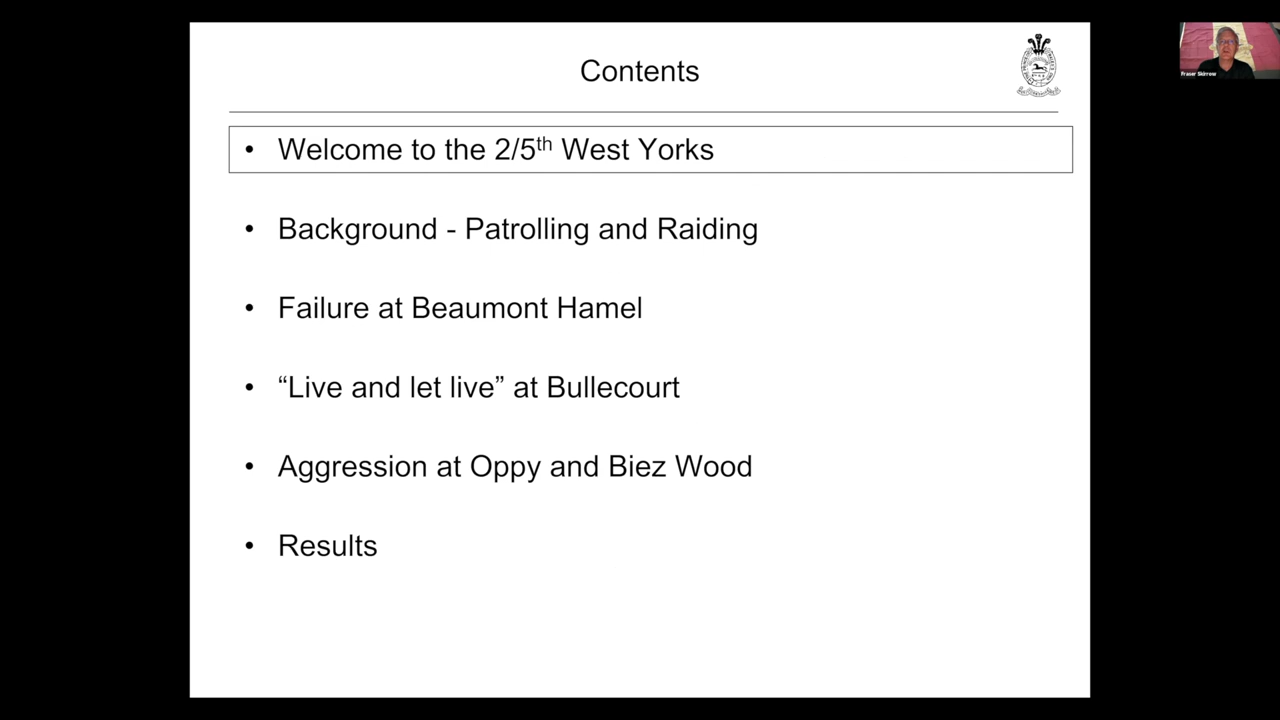 Contents
• Welcome to the 2/5th West Yorks
• Background - Patrolling and Raiding
• Failure at Beaumont Hamel
• “Live and let live” at Bullecourt
• Aggression at Oppy and Biez Wood
• Results
Fraser Skirrow